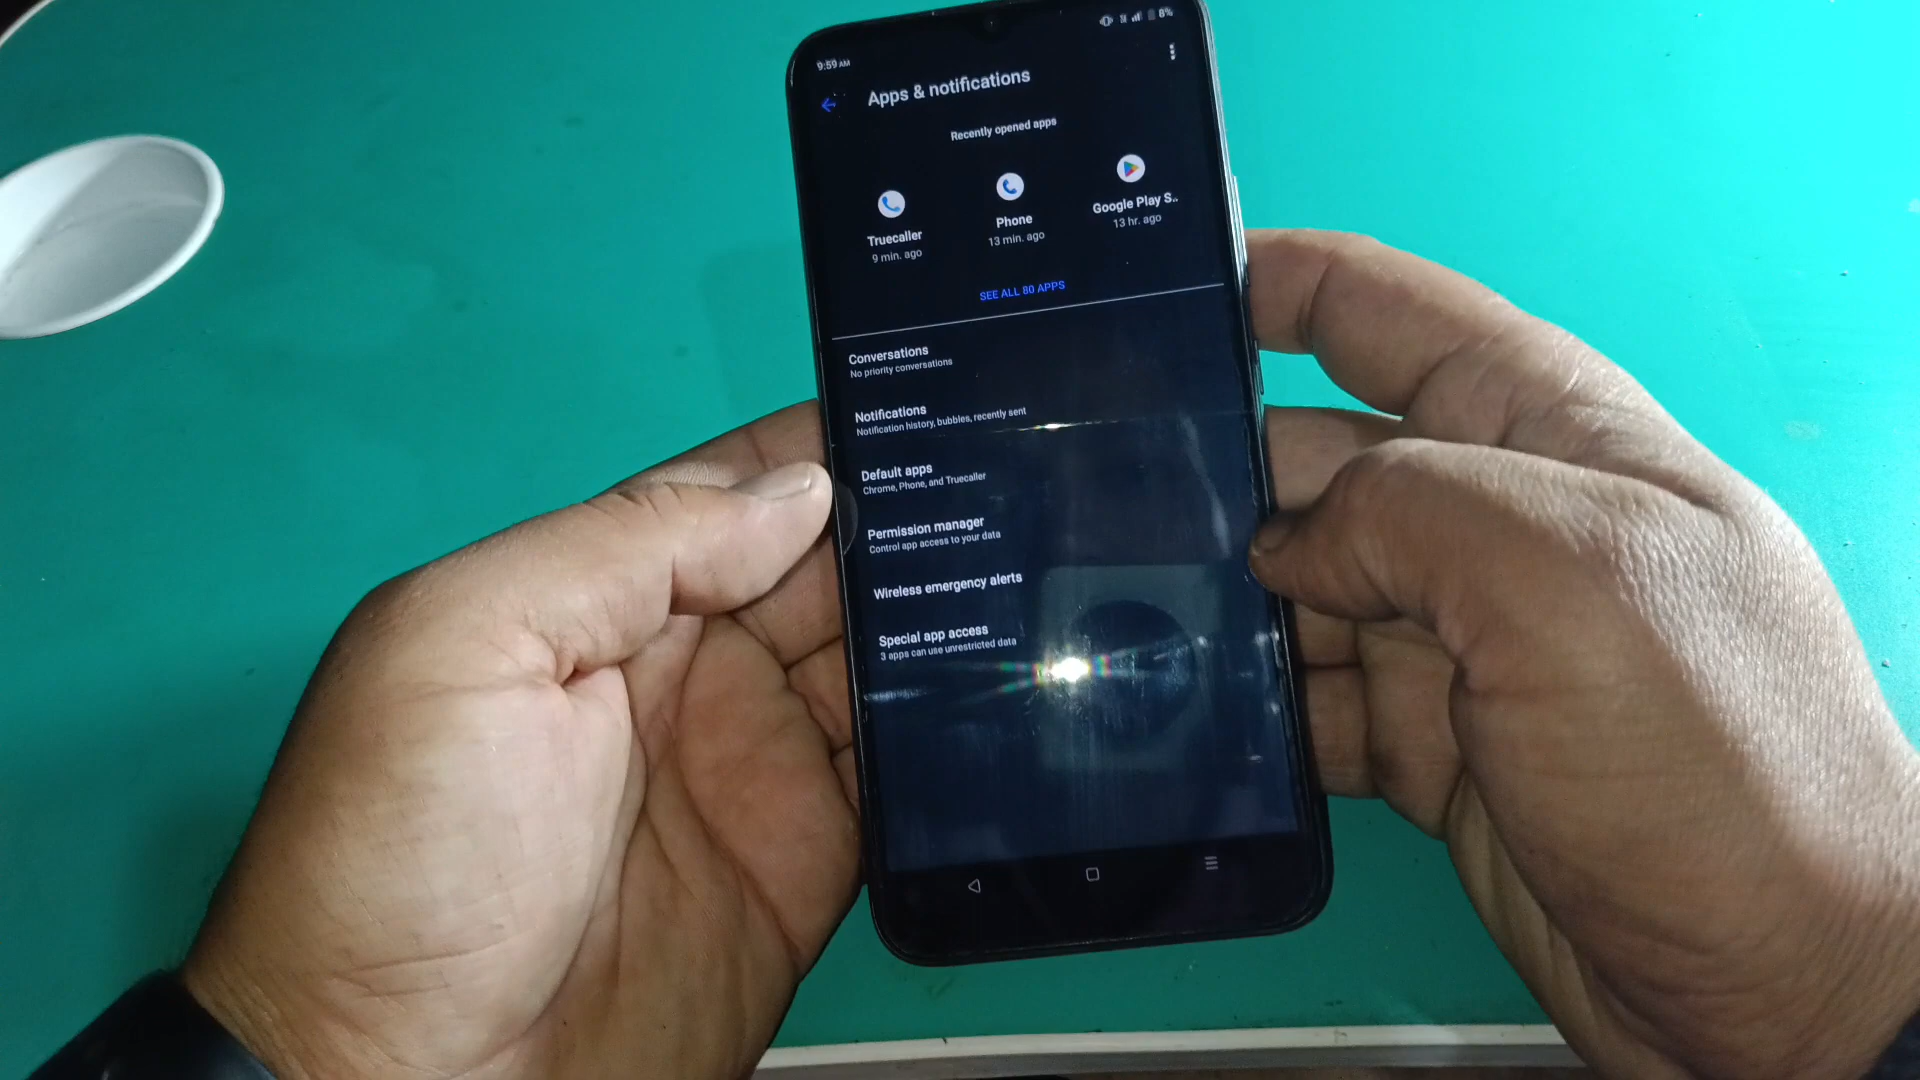 9:59 AM
8%
Apps & notifications
Recently opened apps
Truecaller
9 min. ago
Phone
13 min. ago
Google Play S..
13 hr. ago
SEE ALL 80 APPS
Conversations
No priority conversations
Notifications
Notification history, bubbles, recently sent
Default apps
Chrome, Phone, and Truecaller
Permission manager
Control app access to your data
Wireless emergency alerts
Special app access
3 apps can use unrestricted data